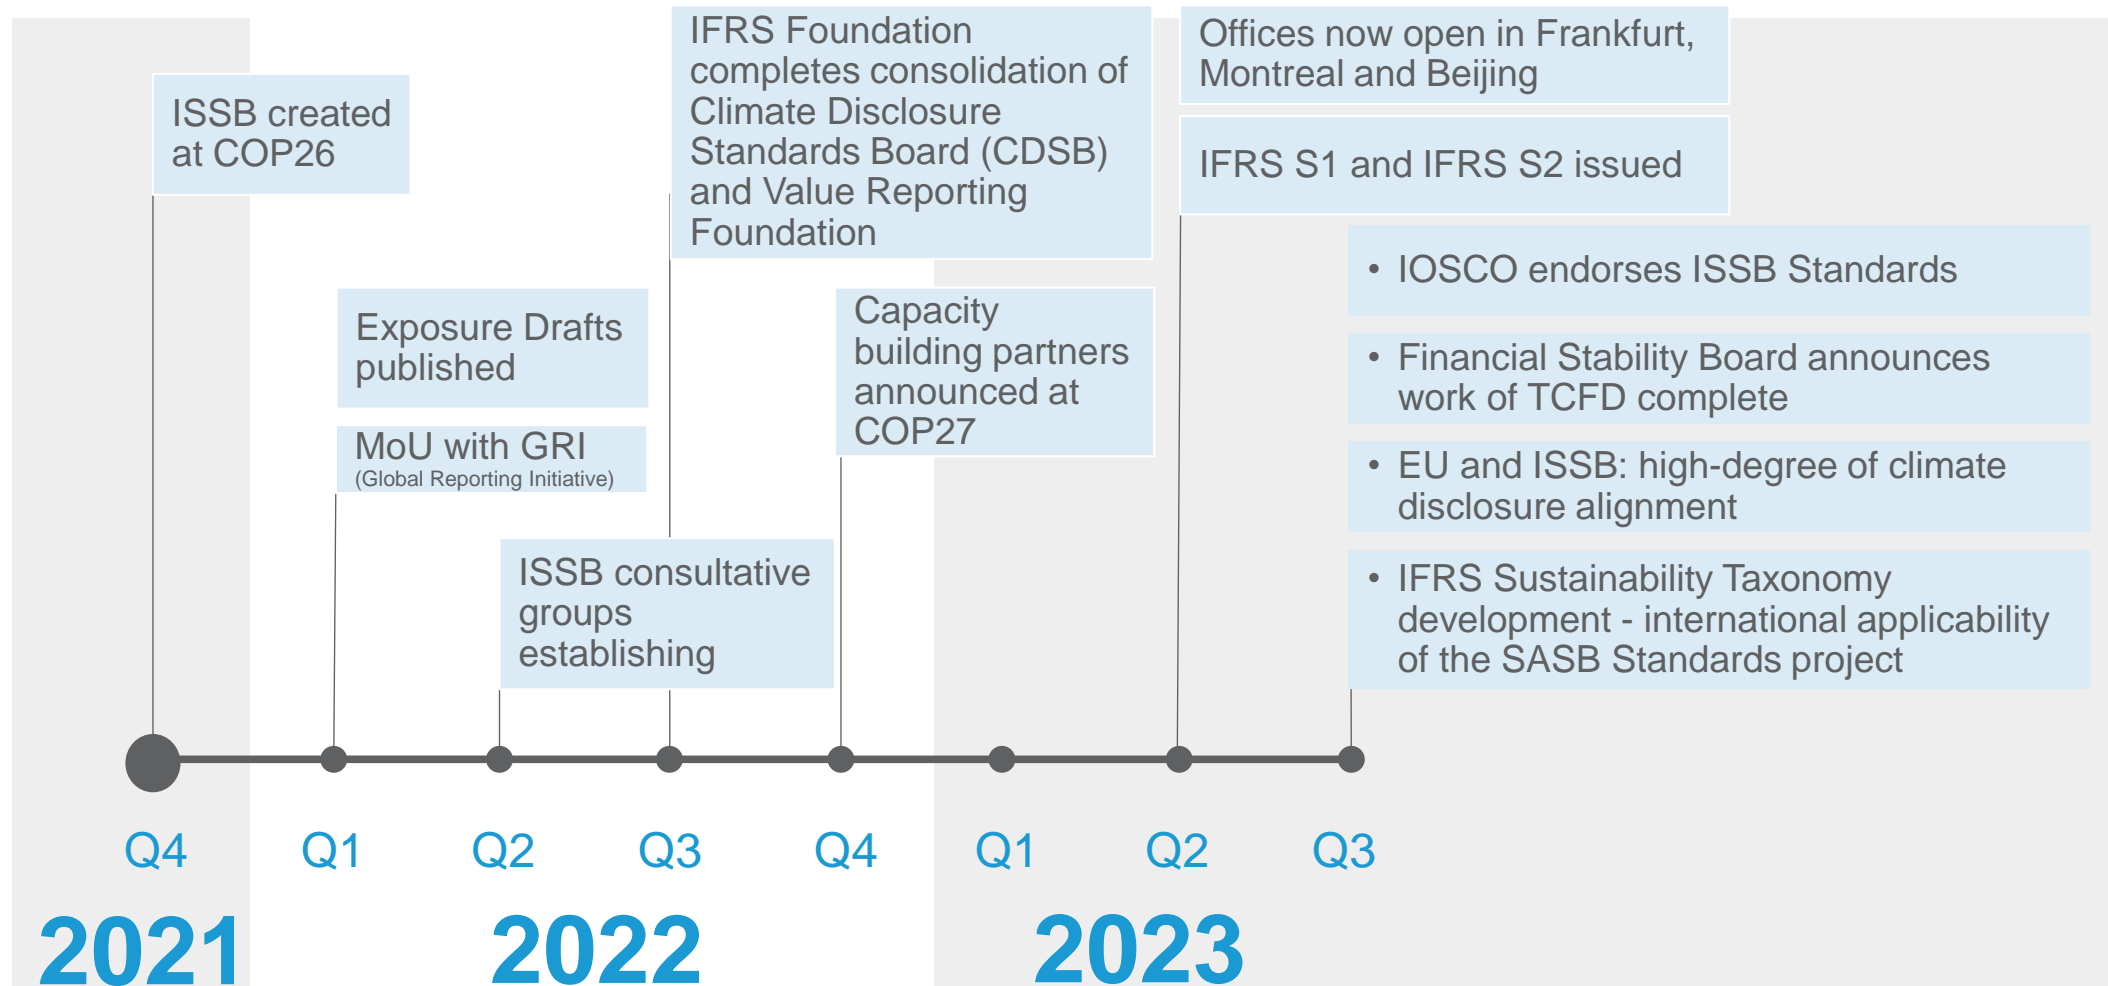 ISSB created
at COP26
Exposure Drafts
published
MoU with GRI
(Global Reporting Initiative)
ISSB consultative
groups
establishing
IFRS Foundation
completes consolidation of
Climate Disclosure
Standards Board (CDSB)
and Value Reporting
Foundation
Capacity
building partners
announced at
COP27
Offices now open in Frankfurt,
Montreal and Beijing
IFRS S1 and IFRS S2 issued
• IOSCO endorses ISSB Standards
• Financial Stability Board announces
work of TCFD complete
• EU and ISSB: high-degree of climate
disclosure alignment
• IFRS Sustainability Taxonomy
development - international applicability
of the SASB Standards project
Q4 Q1 Q2 Q3 Q4 Q1 Q2 Q3
2021 2022 2023